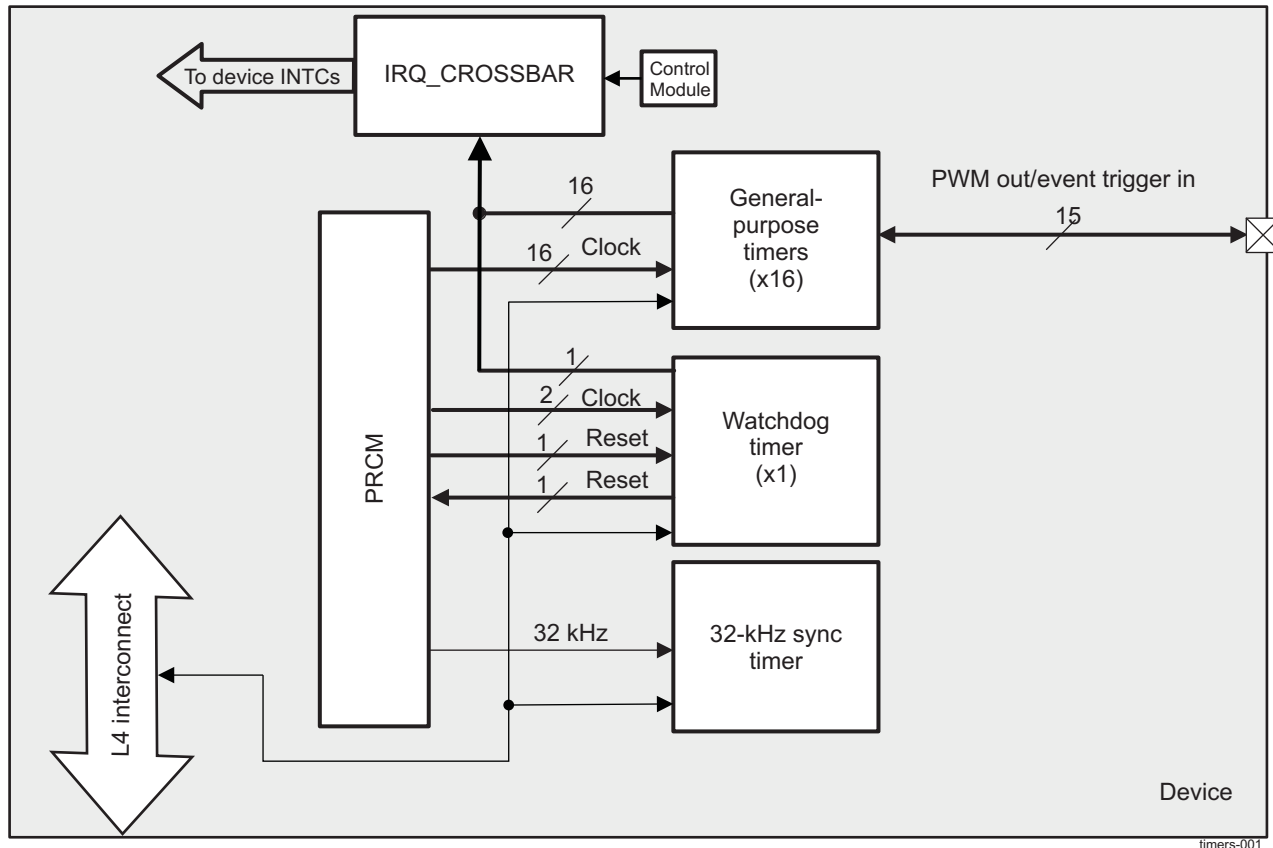 To device INTCs
IRQ_CROSSBAR
Control
Module
16
General-
purpose
timers
(x16)
PWM out/event trigger in
15
16 Clock
1
2 Clock
1 Reset
1 Reset
Watchdog
timer
(x1)
PRCM
32 kHz
32-kHz sync
timer
L4 interconnect
Device
timers-001